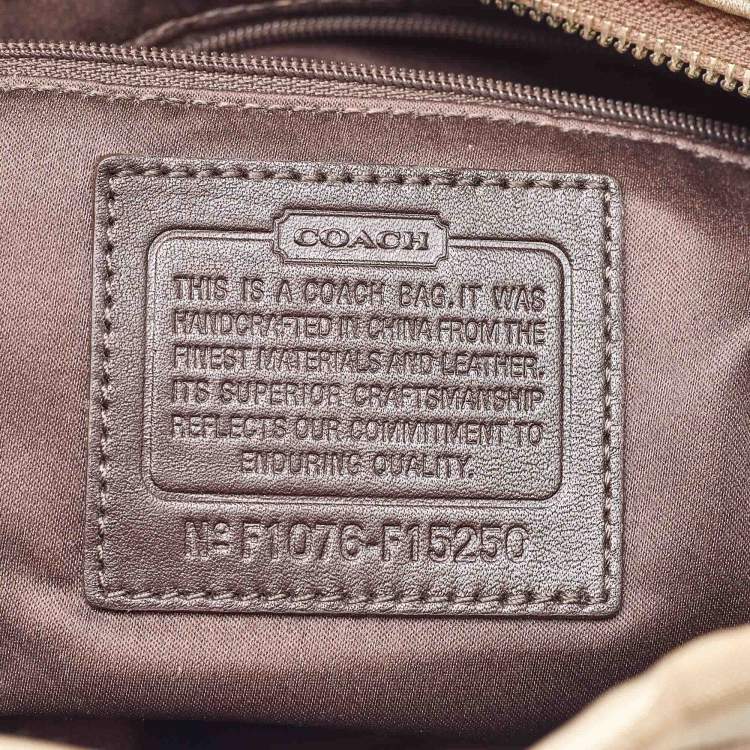 COACH
THIS IS A COACH BAG. IT WAS
HANDCRAFTED IN CHINA FROM THE
FINEST MATERIALS AND LEATHER.
ITS SUPERIOR CRAFTSMANSHIP
REFLECTS OUR COMMITMENT TO
ENDURING QUALITY.
No F1076-F15250